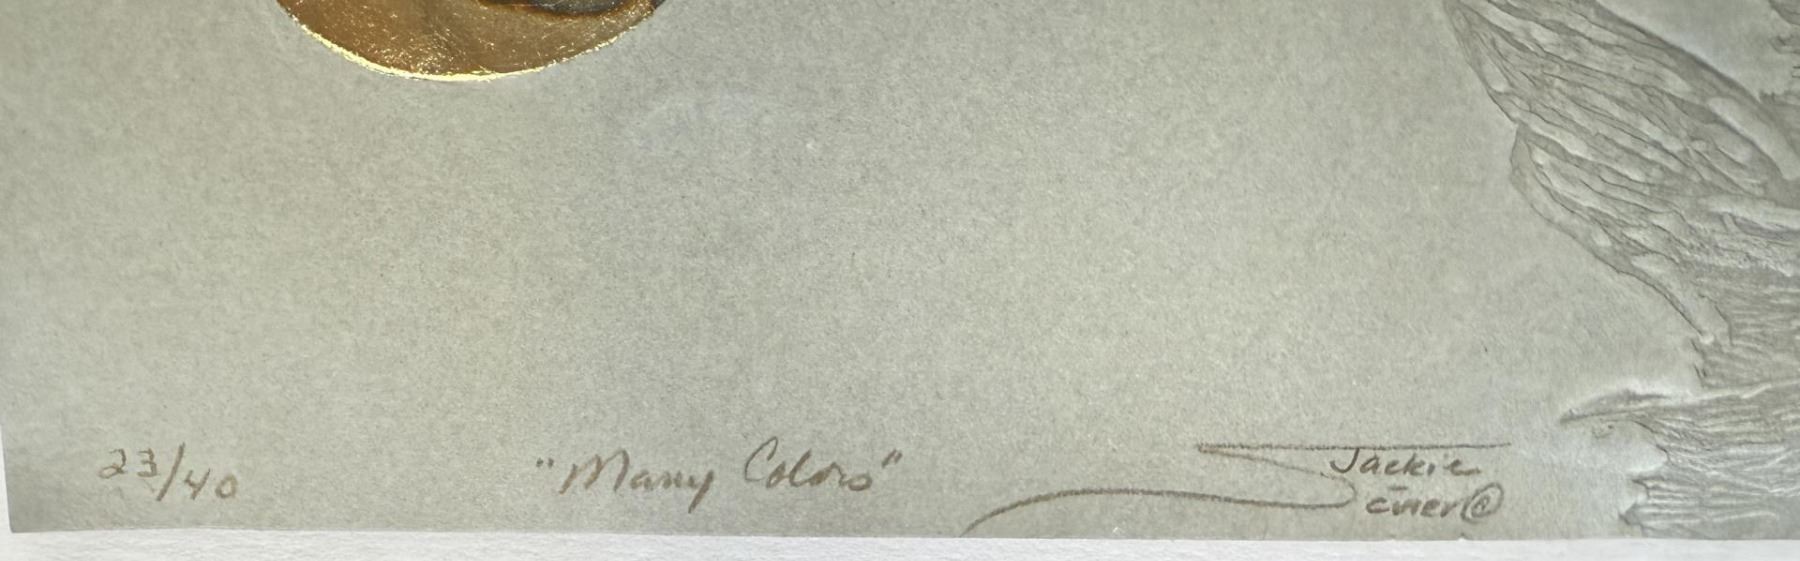 23/40
"Many Colors"
Jackie
Sciner ©